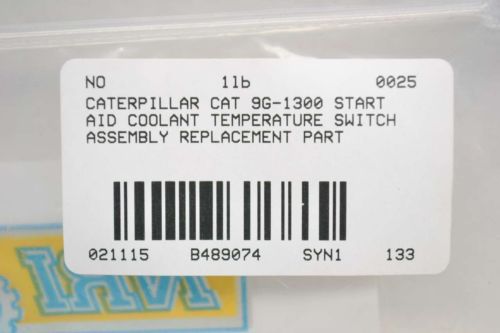 NO 1lb 0025
CATERPILLAR CAT 9G-1300 START
AID COOLANT TEMPERATURE SWITCH
ASSEMBLY REPLACEMENT PART
021115 B489074 SYN1 133
NRI